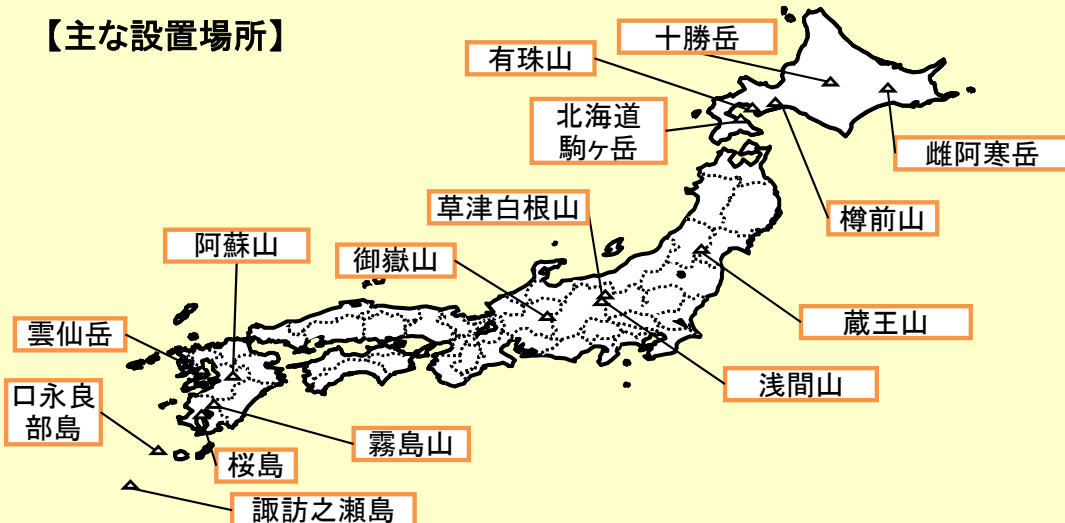 【主な設置場所】
十勝岳
有珠山
北海道
駒ヶ岳
雌阿寒岳
草津白根山
樽前山
阿蘇山
御嶽山
蔵王山
雲仙岳
浅間山
口永良
部島
霧島山
桜島
諏訪之瀬島